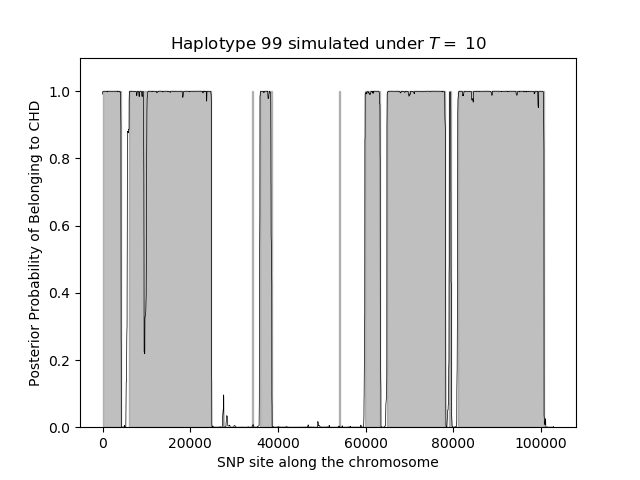 Haplotype 99 simulated under T = 10
Posterior Probability of Belonging to CHD
1.0
0.8
0.6
0.4
0.2
0.0
0 20000 40000 60000 80000 100000
SNP site along the chromosome